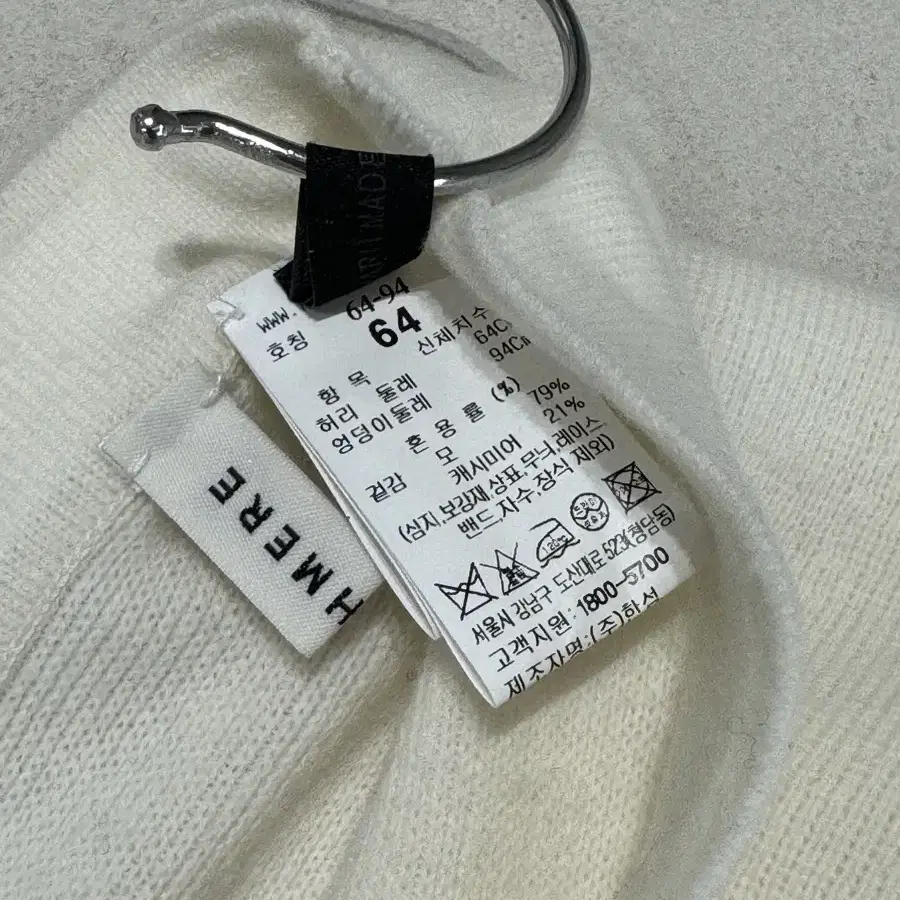 MADE
WWW.
64-94
호칭 64 신체치수
항 목
허리 둘레 64C
엉덩이둘레 94C
혼 용 률 (%)
겉감 모 79%
캐시미어 21%
(심지,보강재,상표,무늬,레이스
밴드,자수,장식 제외)
서울시 강남구 도산대로 523(청담동)
고객지원 : 1800-5700
제조자명:(주)한섬
HMERE